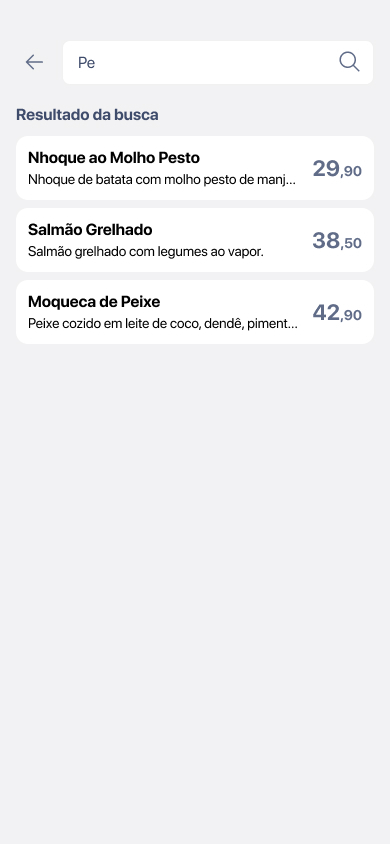 Pe
Resultado da busca
Nhoque ao Molho Pesto
Nhoque de batata com molho pesto de manj...
29,90
Salmão Grelhado
Salmão grelhado com legumes ao vapor.
38,50
Moqueca de Peixe
Peixe cozido em leite de coco, dendê, piment...
42,90